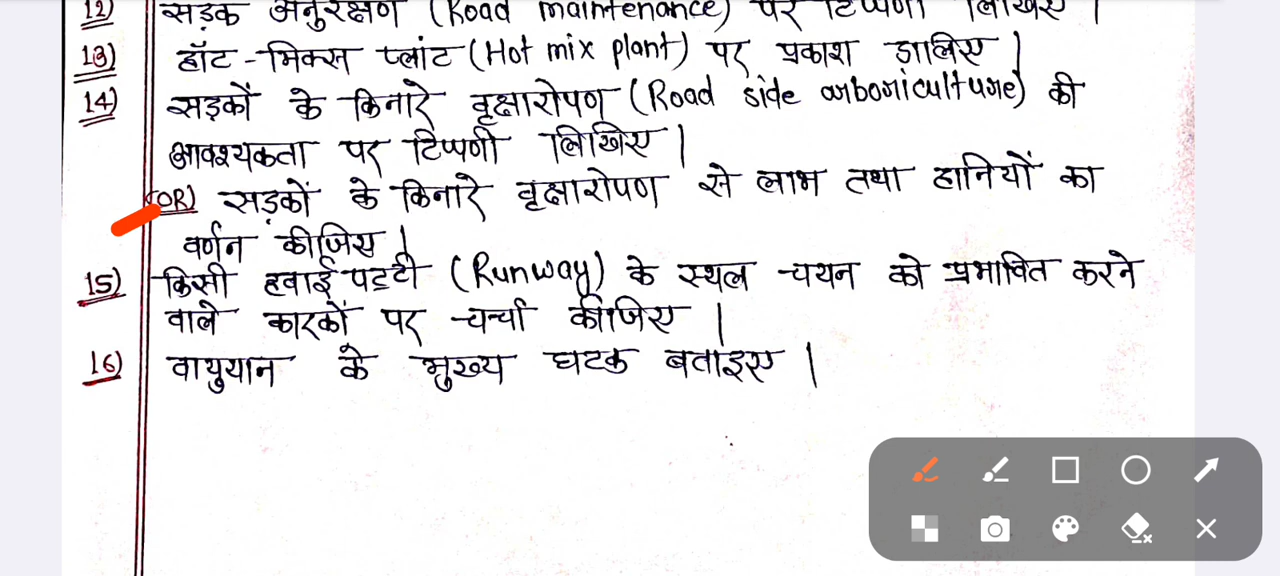 12) सड़क अनुरक्षण (Road maintenance) पर टिप्पणी लिखिए |
13) हॉट-मिक्स प्लांट (Hot mix plant) पर प्रकाश डालिए |
14) सड़कों के किनारे वृक्षारोपण (Road side arboriculture) की
आवश्यकता पर टिप्पणी लिखिए |
(OR) सड़कों के किनारे वृक्षारोपण से लाभ तथा हानियों का
वर्णन कीजिए |
15) किसी हवाई पट्टी (Runway) के स्थल चयन को प्रभावित करने
वाले कारकों पर चर्चा कीजिए |
16) वायुयान के मुख्य घटक बताइए |